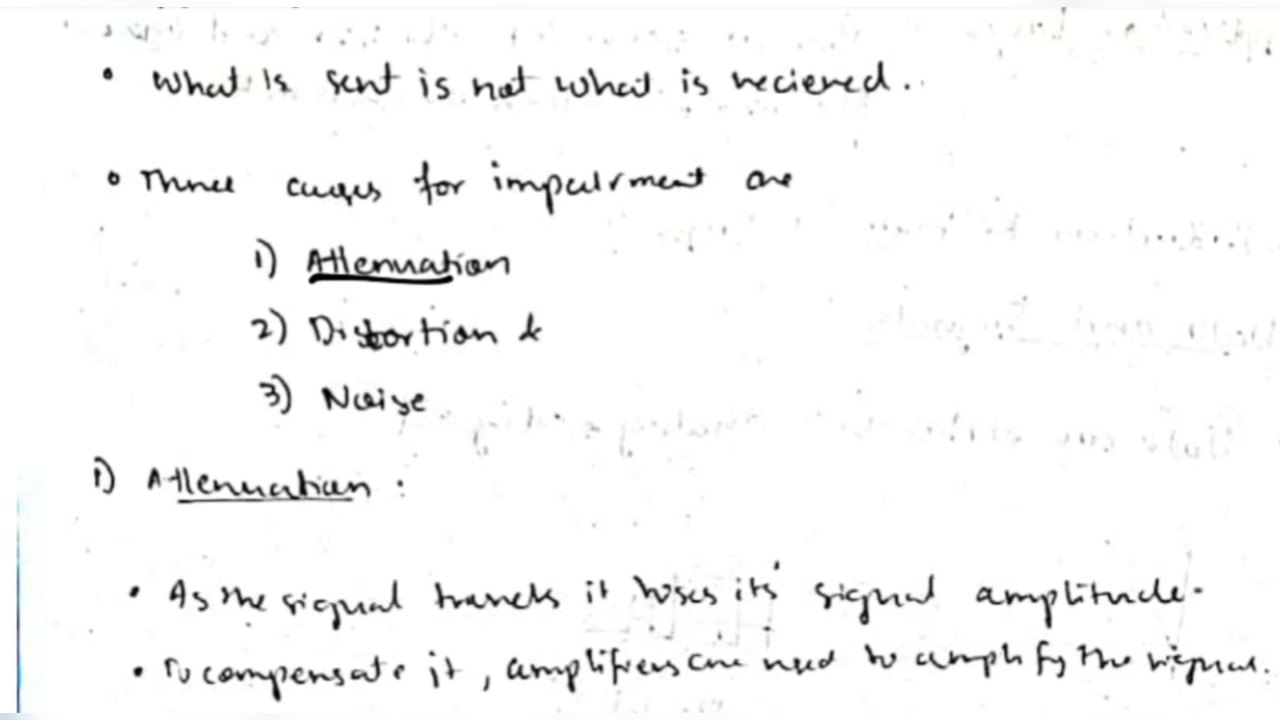 • What is sent is not what is reciened.
• Three causes for impairment are
1) Attenuation
2) Distortion &
3) Noise
1) Attenuation :
• As the signal travels it loses its' signal amplitude.
• To compensate it, amplifiers are used to amplify the signal.